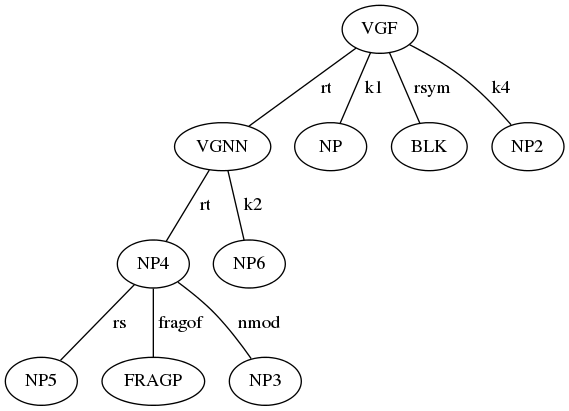 VGF
rt k1 rsym k4
VGNN NP BLK NP2
rt k2
NP4 NP6
rs fragof nmod
NP5 FRAGP NP3